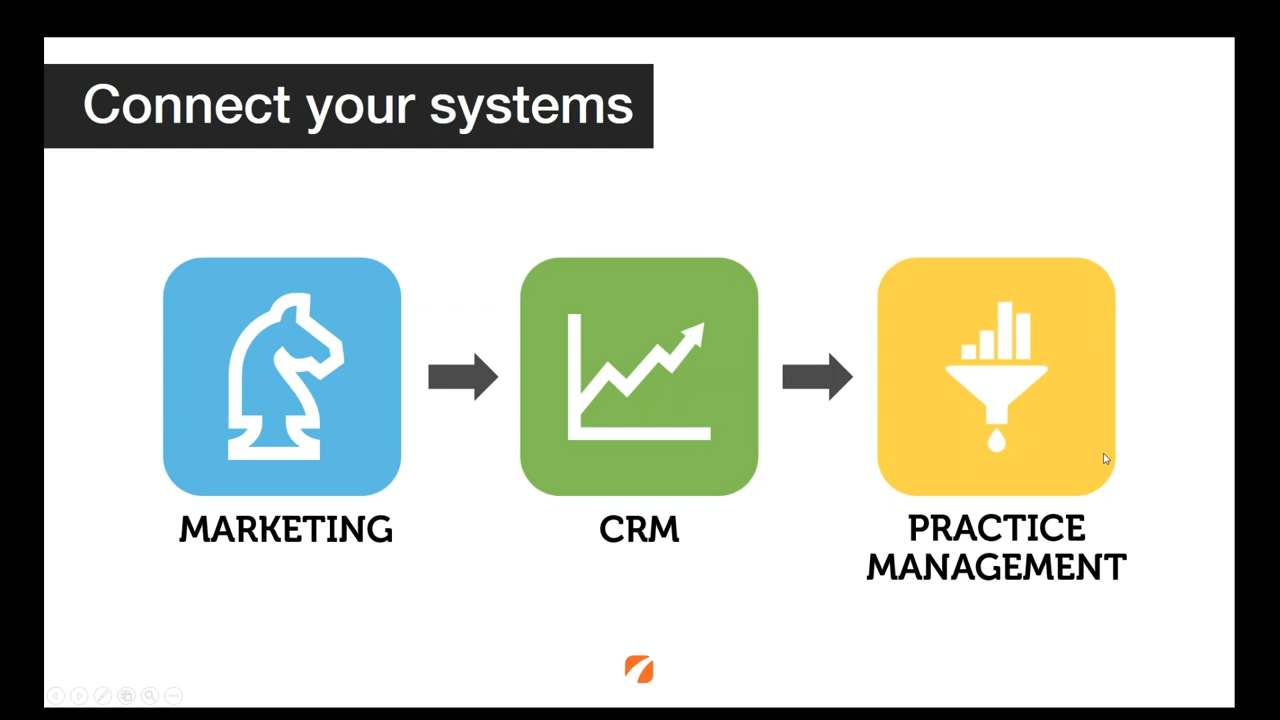 Connect your systems
MARKETING
CRM
PRACTICE
MANAGEMENT